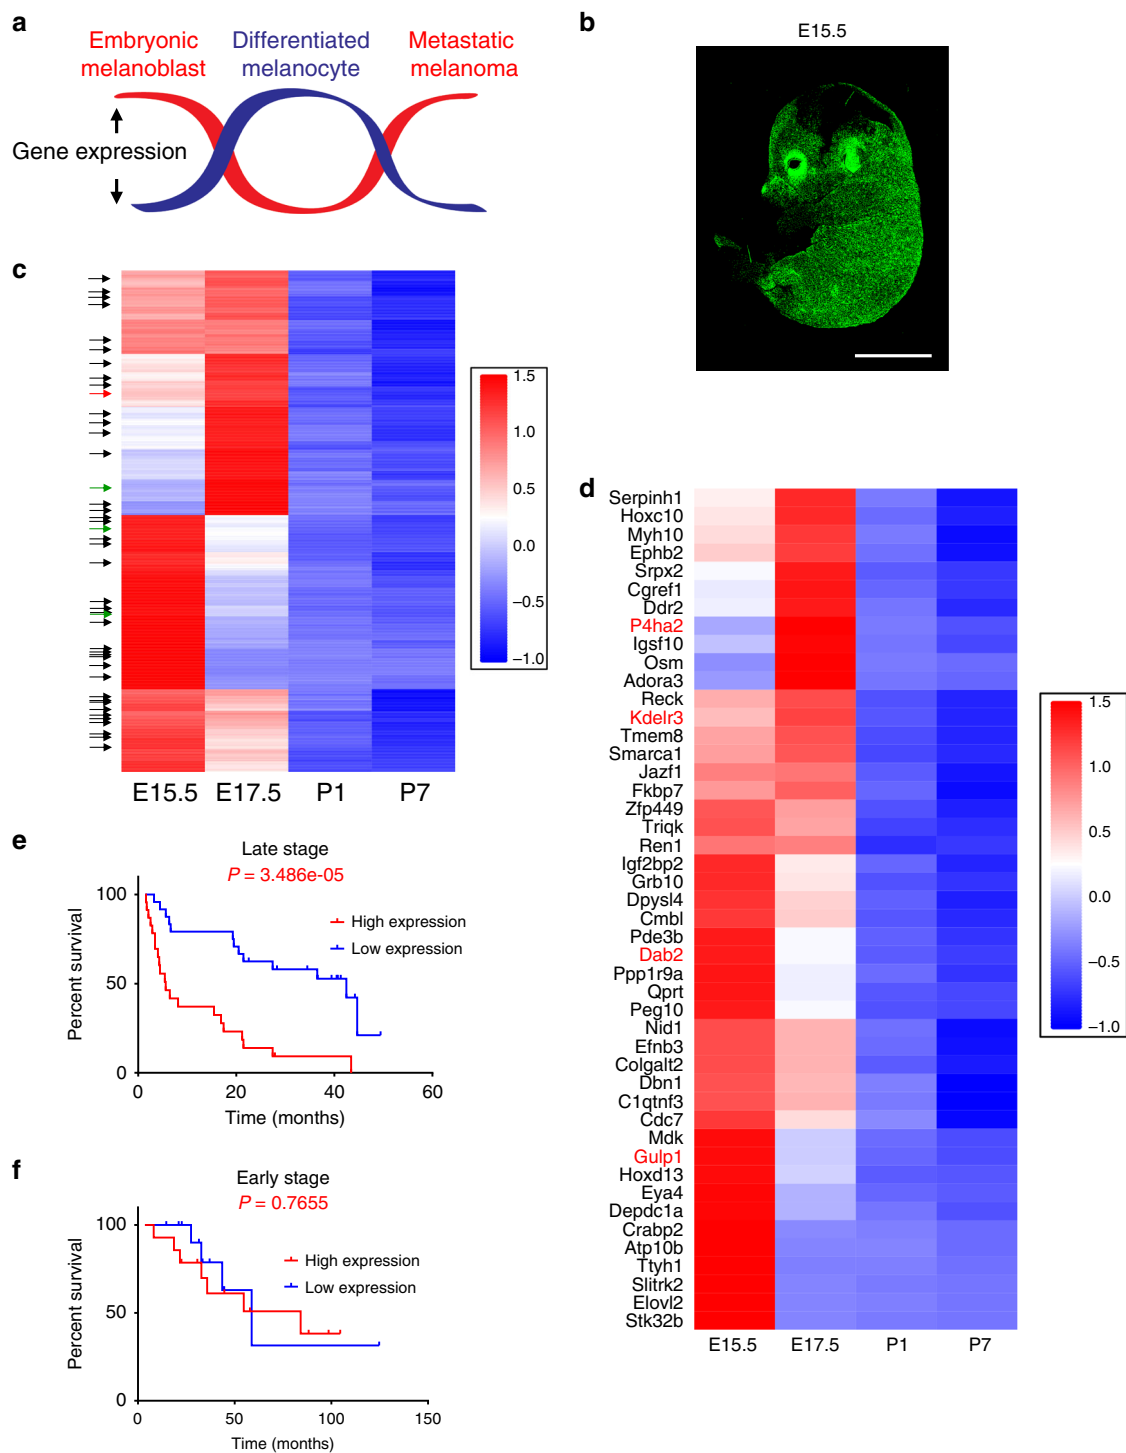 a
Embryonic
melanoblast
Differentiated
melanocyte
Metastatic
melanoma
Gene expression
b
E15.5
c
1.5
1.0
0.5
0.0
−0.5
−1.0
E15.5 E17.5 P1 P7
d
Serpinh1
Hoxc10
Myh10
Ephb2
Srpx2
Cgref1
Ddr2
P4ha2
Igsf10
Osm
Adora3
Reck
Kdelr3
Tmem8
Smarca1
Jazf1
Fkbp7
Zfp449
Triqk
Ren1
Igf2bp2
Grb10
Dpysl4
Cmbl
Pde3b
Dab2
Ppp1r9a
Qprt
Peg10
Nid1
Efnb3
Colgalt2
Dbn1
C1qtnf3
Cdc7
Mdk
Gulp1
Hoxd13
Eya4
Depdc1a
Crabp2
Atp10b
Ttyh1
Slitrk2
Elovl2
Stk32b
E15.5 E17.5 P1 P7
1.5
1.0
0.5
0.0
−0.5
−1.0
e
Late stage
P = 3.486e-05
Percent survival
100
50
0
High expression
Low expression
0 20 40 60
Time (months)
f
Early stage
P = 0.7655
Percent survival
100
50
0
High expression
Low expression
0 50 100 150
Time (months)